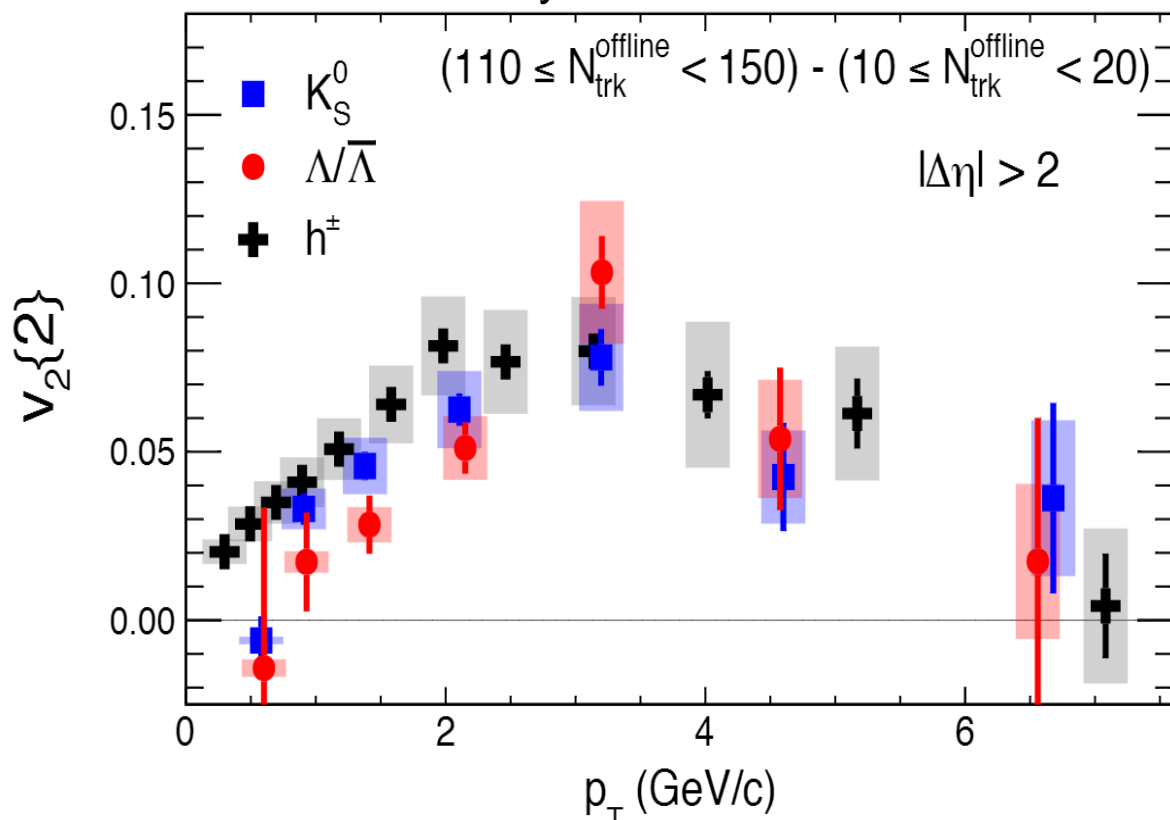 (110 ≤ N_trk^offline < 150) - (10 ≤ N_trk^offline < 20)
K_S^0
Λ/Λ̅
h^±
|Δη| > 2
v_2{2}
0.15
0.10
0.05
0.00
0 2 4 6
p_T (GeV/c)